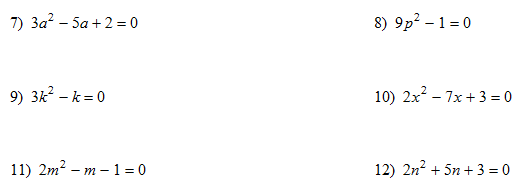 7) 3a² – 5a + 2 = 0
8) 9p² – 1 = 0
9) 3k² – k = 0
10) 2x² – 7x + 3 = 0
11) 2m² – m – 1 = 0
12) 2n² + 5n + 3 = 0